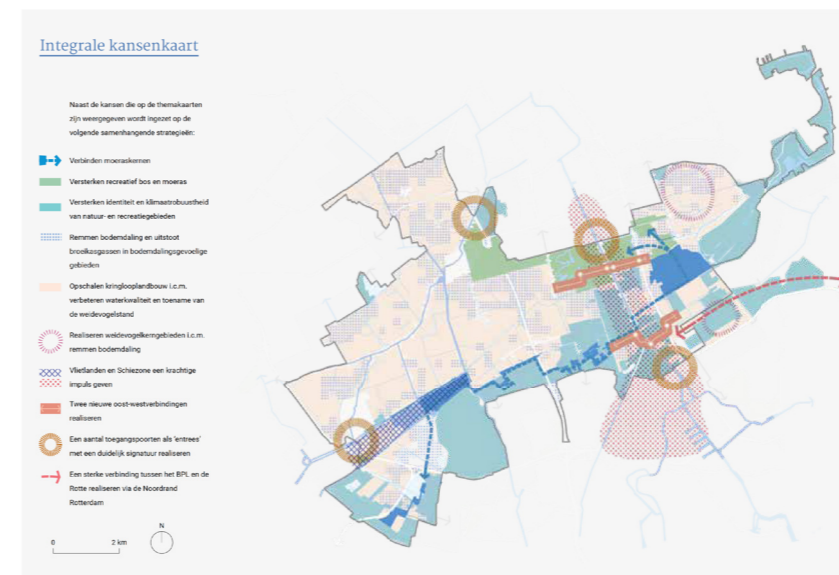 Integrale kansenkaart
Naast de kansen die op de themakaarten
zijn weergegeven wordt ingezet op de
volgende samenhangende strategieën:
Verbinden moeraskernen
Versterken recreatief bos en moeras
Versterken identiteit en klimaatrobuustheid
van natuur- en recreatiegebieden
Remmen bodemdaling en uitstoot
broeikasgassen in bodemdalingsgevoelige
gebieden
Opschalen kringlooplandbouw i.c.m.
verbeteren waterkwaliteit en toename van
de weidevogelstand
Realiseren weidevogelkerngebieden i.c.m.
remmen bodemdaling
Vlietlanden en Schiezone een krachtige
impuls geven
Twee nieuwe oost-westverbindingen
realiseren
Een aantal toegangspoorten als 'entrees'
met een duidelijk signatuur realiseren
Een sterke verbinding tussen het BPL en de
Rotte realiseren via de Noordrand
Rotterdam
N
0 2 km